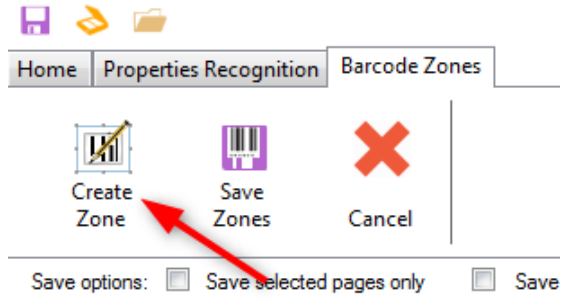 Home Properties Recognition Barcode Zones
Create Zone
Save Zones
Cancel
Save options: Save selected pages only Save